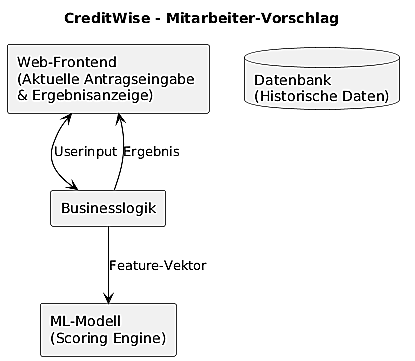 CreditWise - Mitarbeiter-Vorschlag
Web-Frontend
(Aktuelle Antragseingabe
& Ergebnisanzeige)
Datenbank
(Historische Daten)
Userinput
Ergebnis
Businesslogik
Feature-Vektor
ML-Modell
(Scoring Engine)